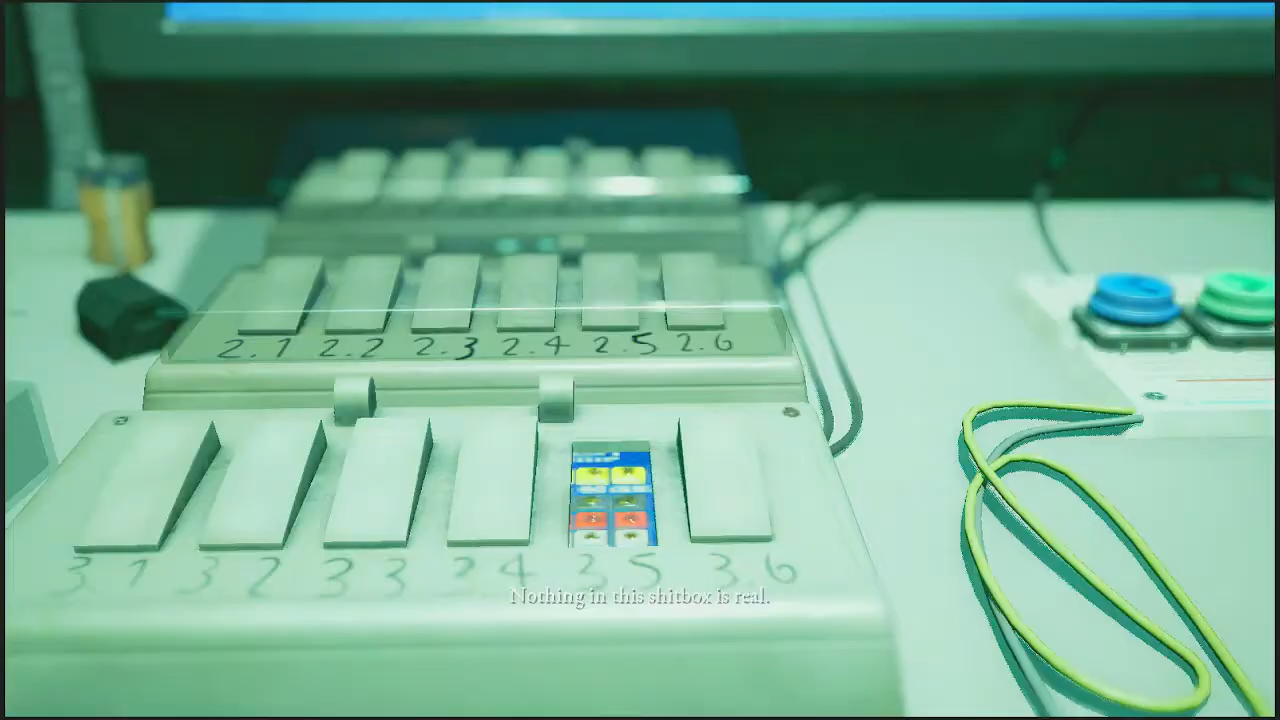 2.1 2.2 2.3 2.4 2.5 2.6
3 1 3 2 3 3 3 4 3 5 3.6
Nothing in this shitbox is real.